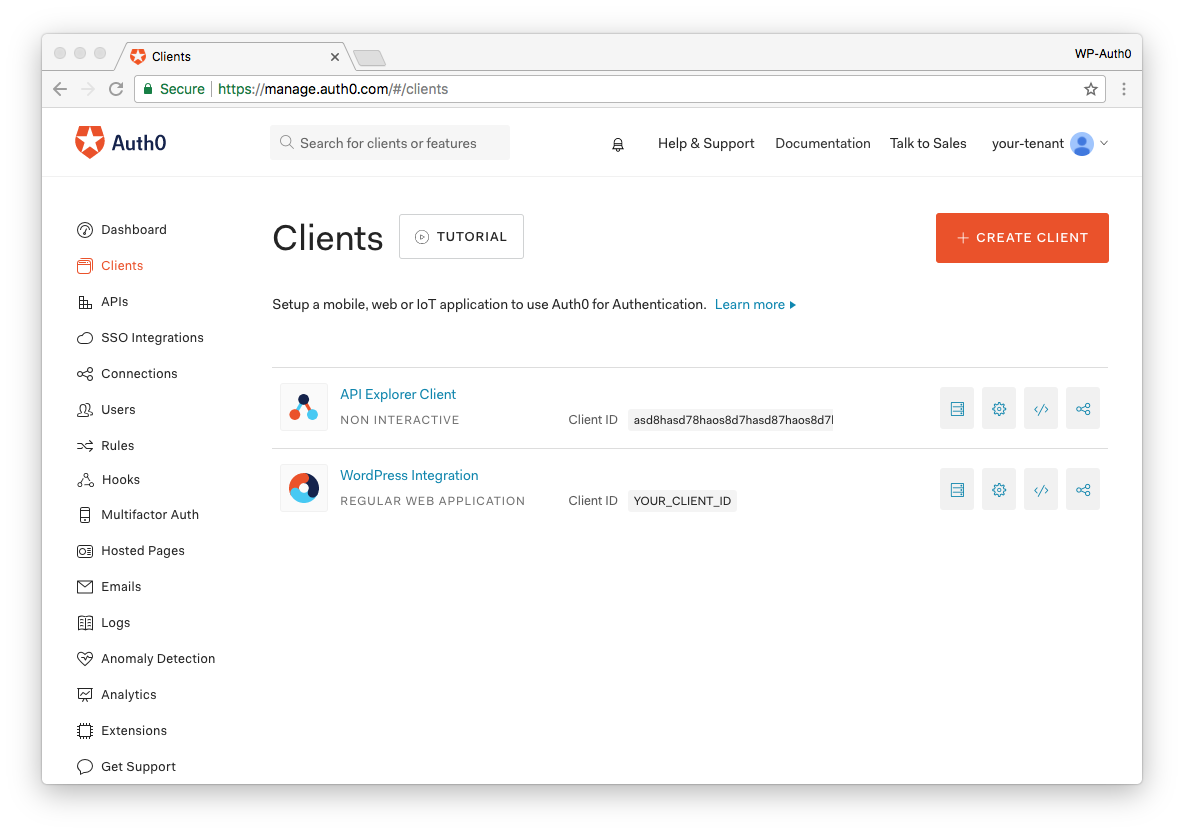 Clients
WP-Auth0
Secure https://manage.auth0.com/#/clients
Auth0
Search for clients or features
Help & Support
Documentation
Talk to Sales
your-tenant
Dashboard
Clients
APIs
SSO Integrations
Connections
Users
Rules
Hooks
Multifactor Auth
Hosted Pages
Emails
Logs
Anomaly Detection
Analytics
Extensions
Get Support
Clients
TUTORIAL
+ CREATE CLIENT
Setup a mobile, web or IoT application to use Auth0 for Authentication. Learn more
API Explorer Client
NON INTERACTIVE
Client ID asd8hasd78haos8d7hasd87haos8d7
WordPress Integration
REGULAR WEB APPLICATION
Client ID YOUR_CLIENT_ID